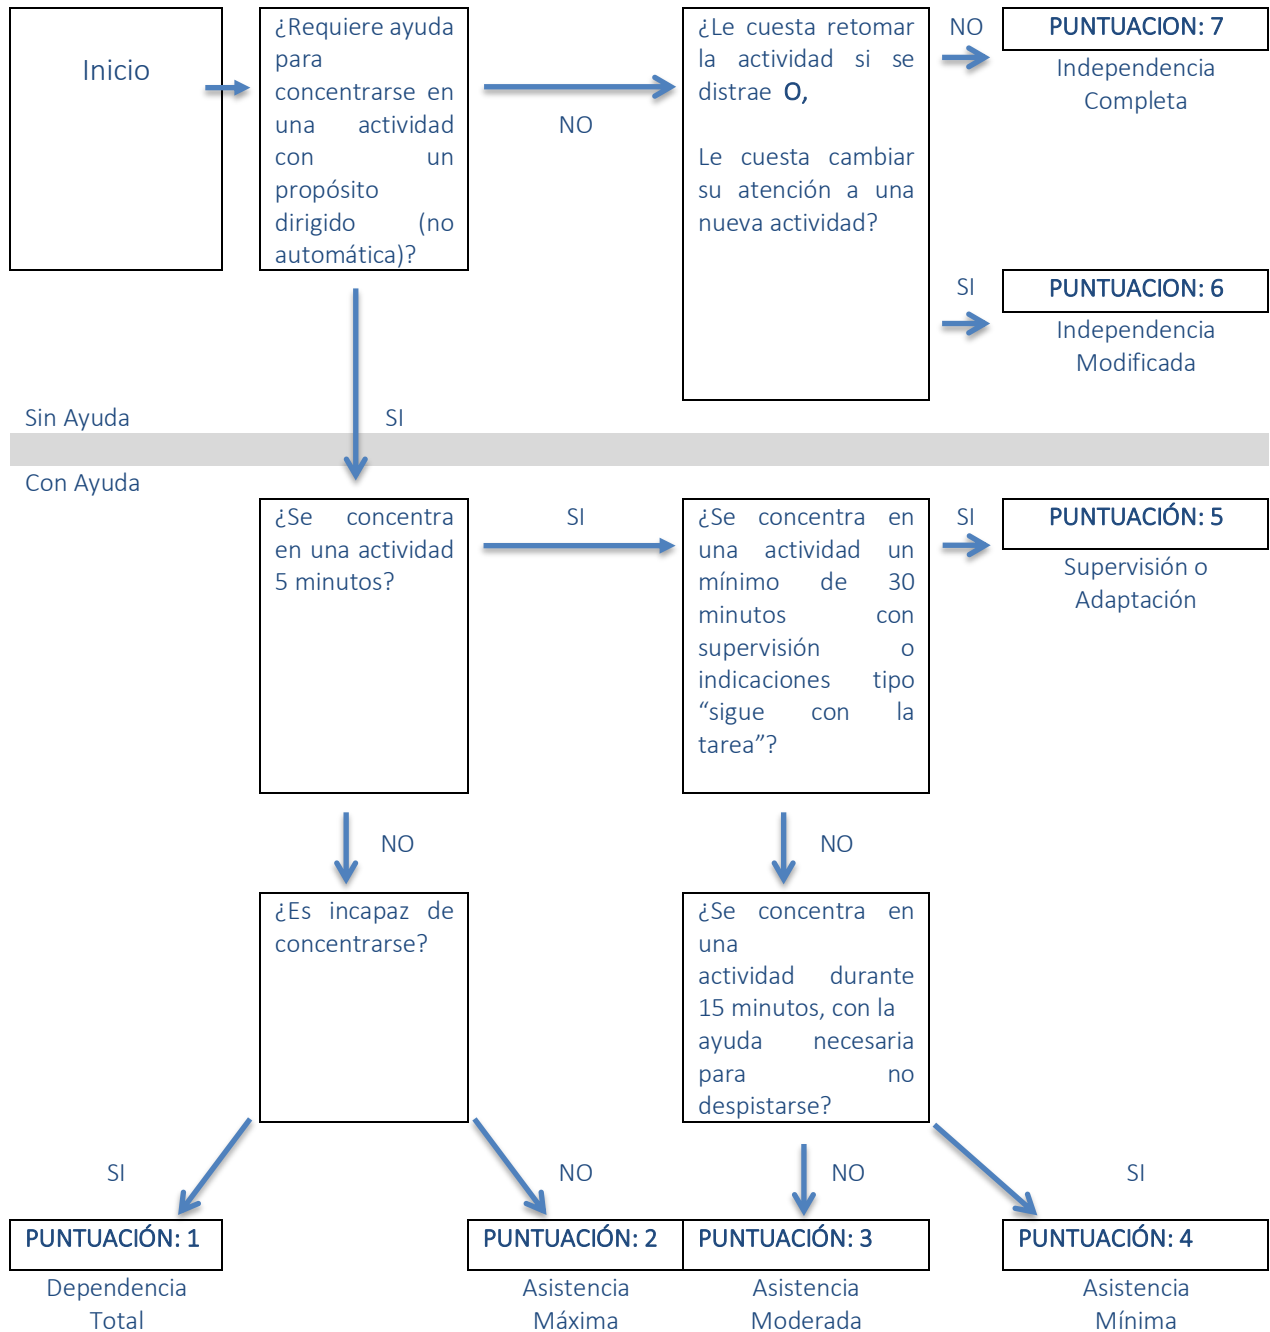 Inicio
¿Requiere ayuda
para
concentrarse en
una actividad
con un
propósito
dirigido (no
automática)?
NO
¿Le cuesta retomar
la actividad si se
distrae O,
Le cuesta cambiar
su atención a una
nueva actividad?
NO
PUNTUACION: 7
Independencia
Completa
SI
PUNTUACION: 6
Independencia
Modificada
Sin Ayuda
SI
Con Ayuda
¿Se concentra
en una actividad
5 minutos?
SI
¿Se concentra en
una actividad un
mínimo de 30
minutos con
supervisión o
indicaciones tipo
“sigue con la
tarea”?
SI
PUNTUACIÓN: 5
Supervisión o
Adaptación
NO
NO
¿Es incapaz de
concentrarse?
¿Se concentra en
una
actividad durante
15 minutos, con la
ayuda necesaria
para no
despistarse?
SI
NO
NO
SI
PUNTUACIÓN: 1
Dependencia
Total
PUNTUACIÓN: 2
Asistencia
Máxima
PUNTUACIÓN: 3
Asistencia
Moderada
PUNTUACIÓN: 4
Asistencia
Mínima